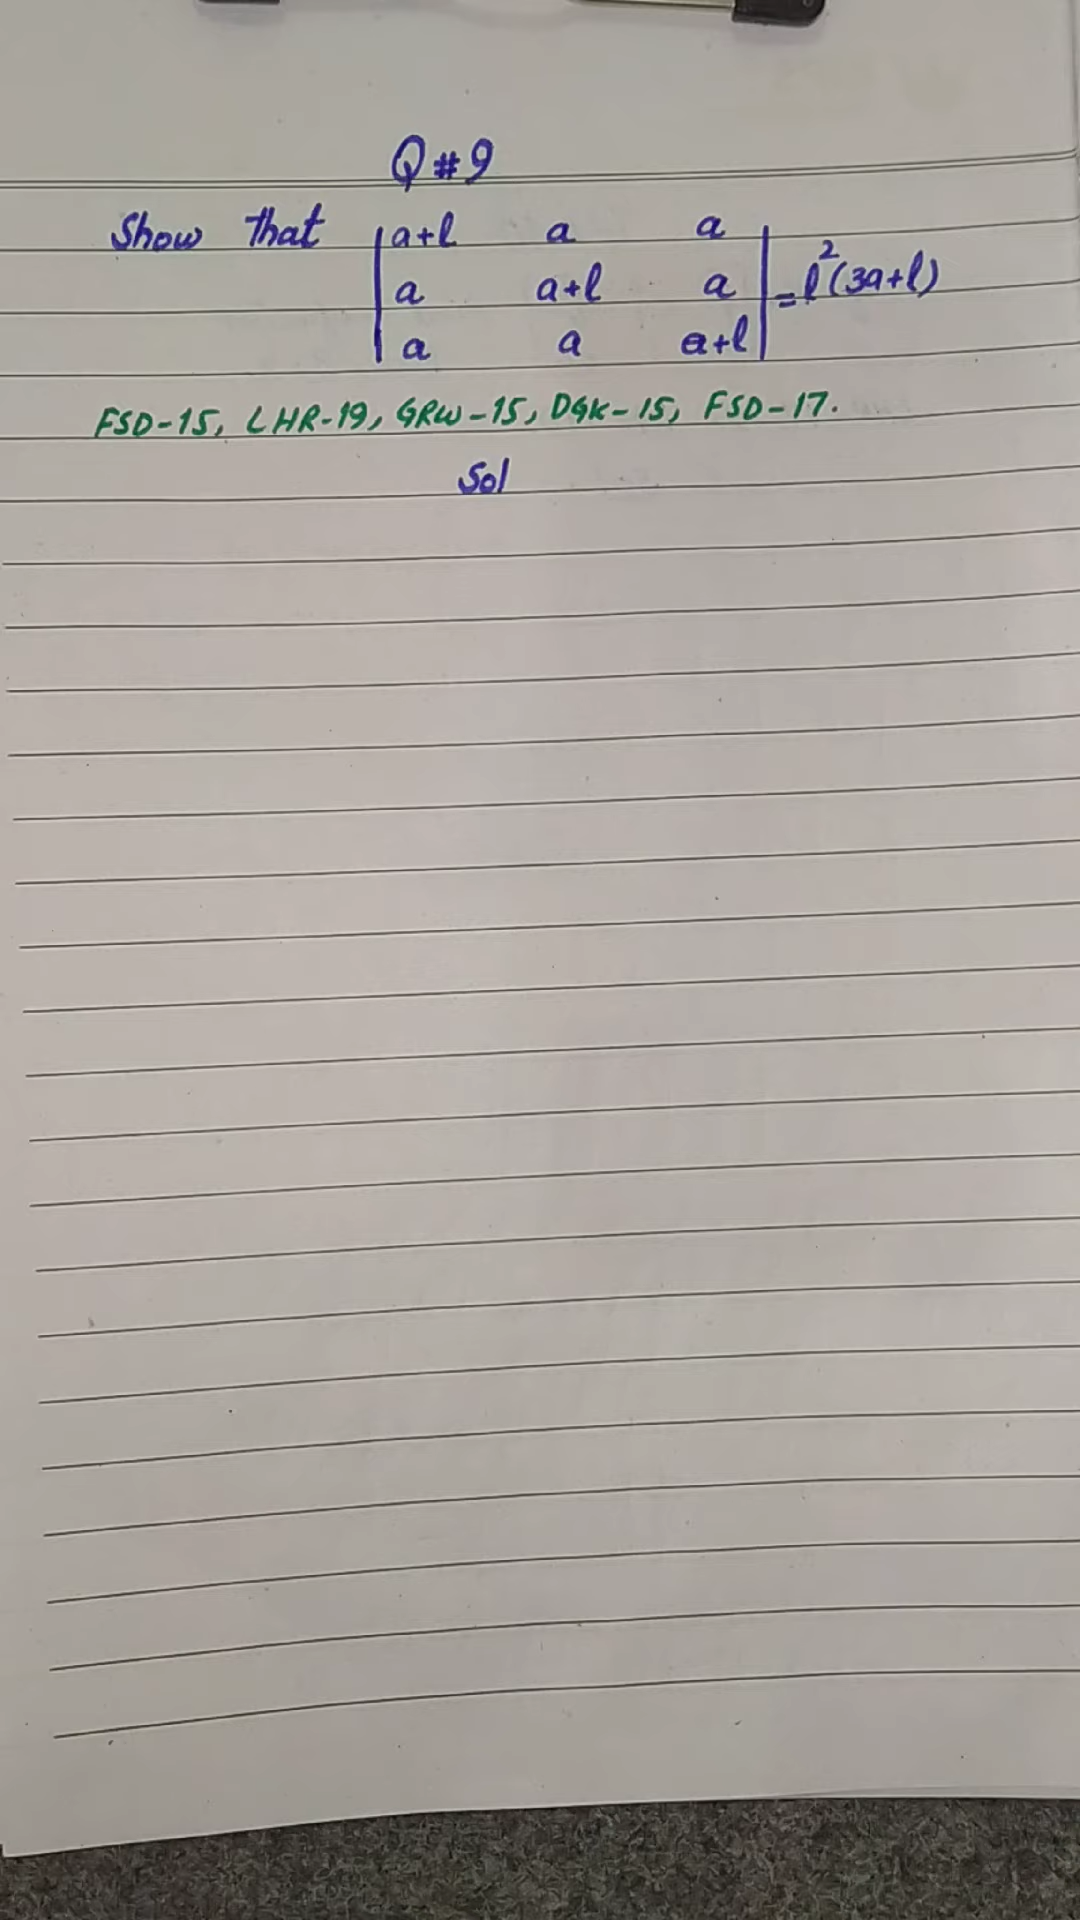 Q#9
Show that |a+l a a|
|a a+l a| = l²(3a+l)
|a a a+l|
FSD-15, LHR-19, GRW-15, DGK-15, FSD-17.
Sol